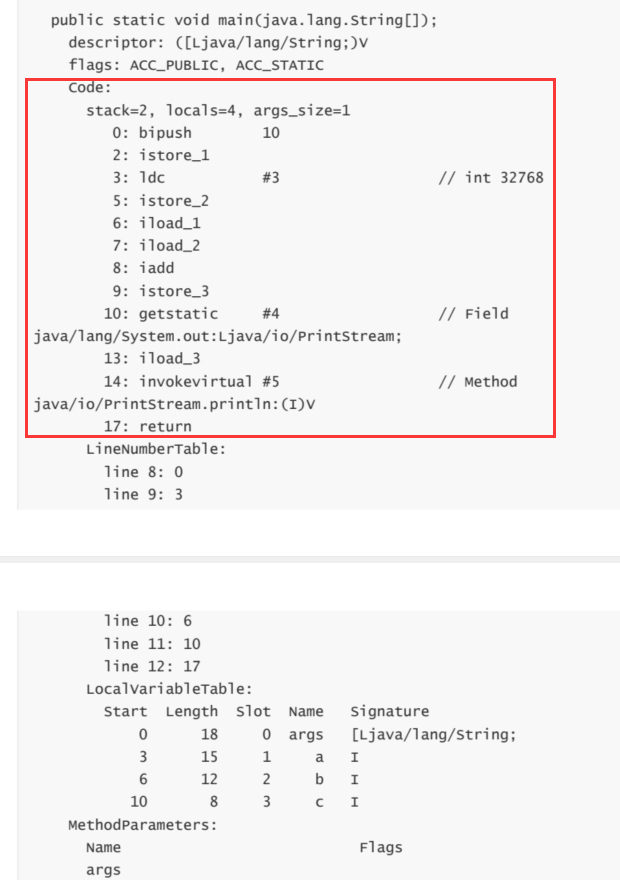 public static void main(java.lang.String[]);
descriptor: ([Ljava/lang/String;)V
flags: ACC_PUBLIC, ACC_STATIC
Code:
stack=2, locals=4, args_size=1
0: bipush 10
2: istore_1
3: ldc #3 // int 32768
5: istore_2
6: iload_1
7: iload_2
8: iadd
9: istore_3
10: getstatic #4 // Field
java/lang/System.out:Ljava/io/PrintStream;
13: iload_3
14: invokevirtual #5 // Method
java/io/PrintStream.println:(I)V
17: return
LineNumberTable:
line 8: 0
line 9: 3
line 10: 6
line 11: 10
line 12: 17
LocalVariableTable:
Start Length Slot Name Signature
0 18 0 args [Ljava/lang/String;
3 15 1 a I
6 12 2 b I
10 8 3 c I
MethodParameters:
Name Flags
args